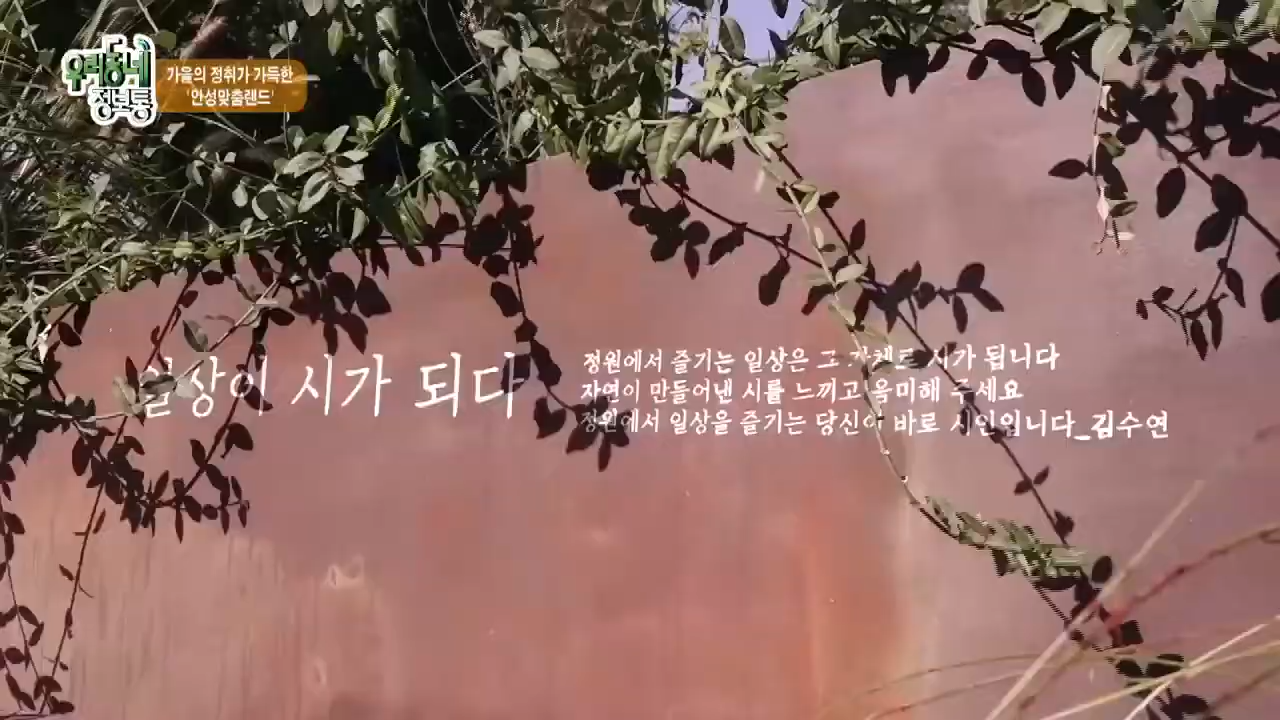 우리동네
정보통
가을의 정취가 가득한
'안성맞춤랜드'
일상이 시가 되다
정원에서 즐기는 일상은 그 자체로 시가 됩니다
자연이 만들어낸 시를 느끼고 음미해 주세요
정원에서 일상을 즐기는 당신이 바로 시인입니다_김수연